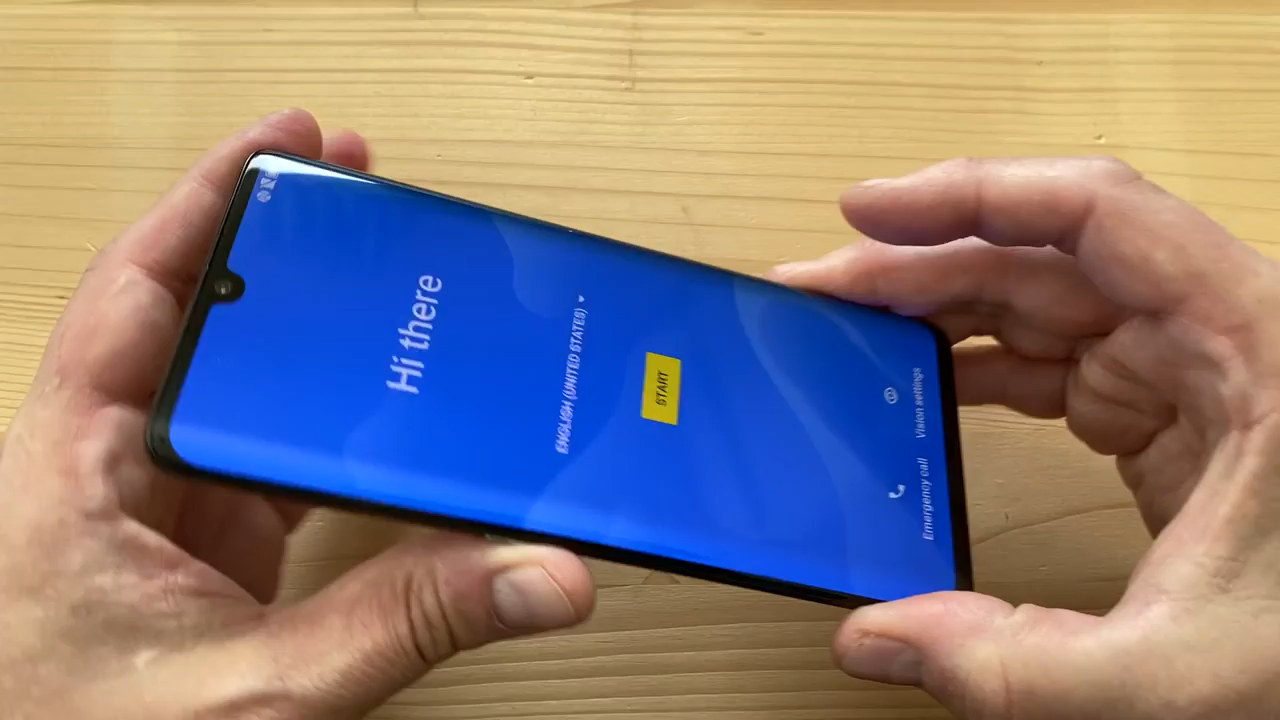 Hi there
ENGLISH (UNITED STATES)
START
Vision settings
Emergency call